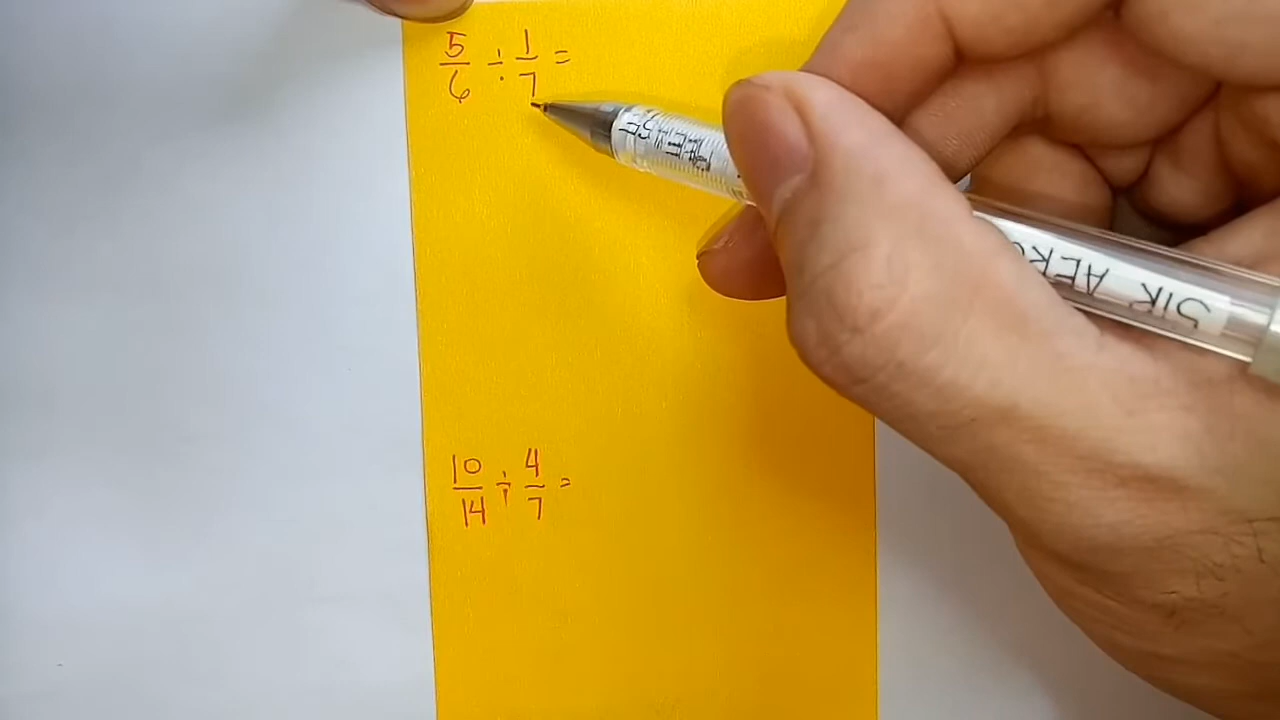 5/6 ÷ 1/7 =
SIR AERO
10/14 ÷ 4/7 =